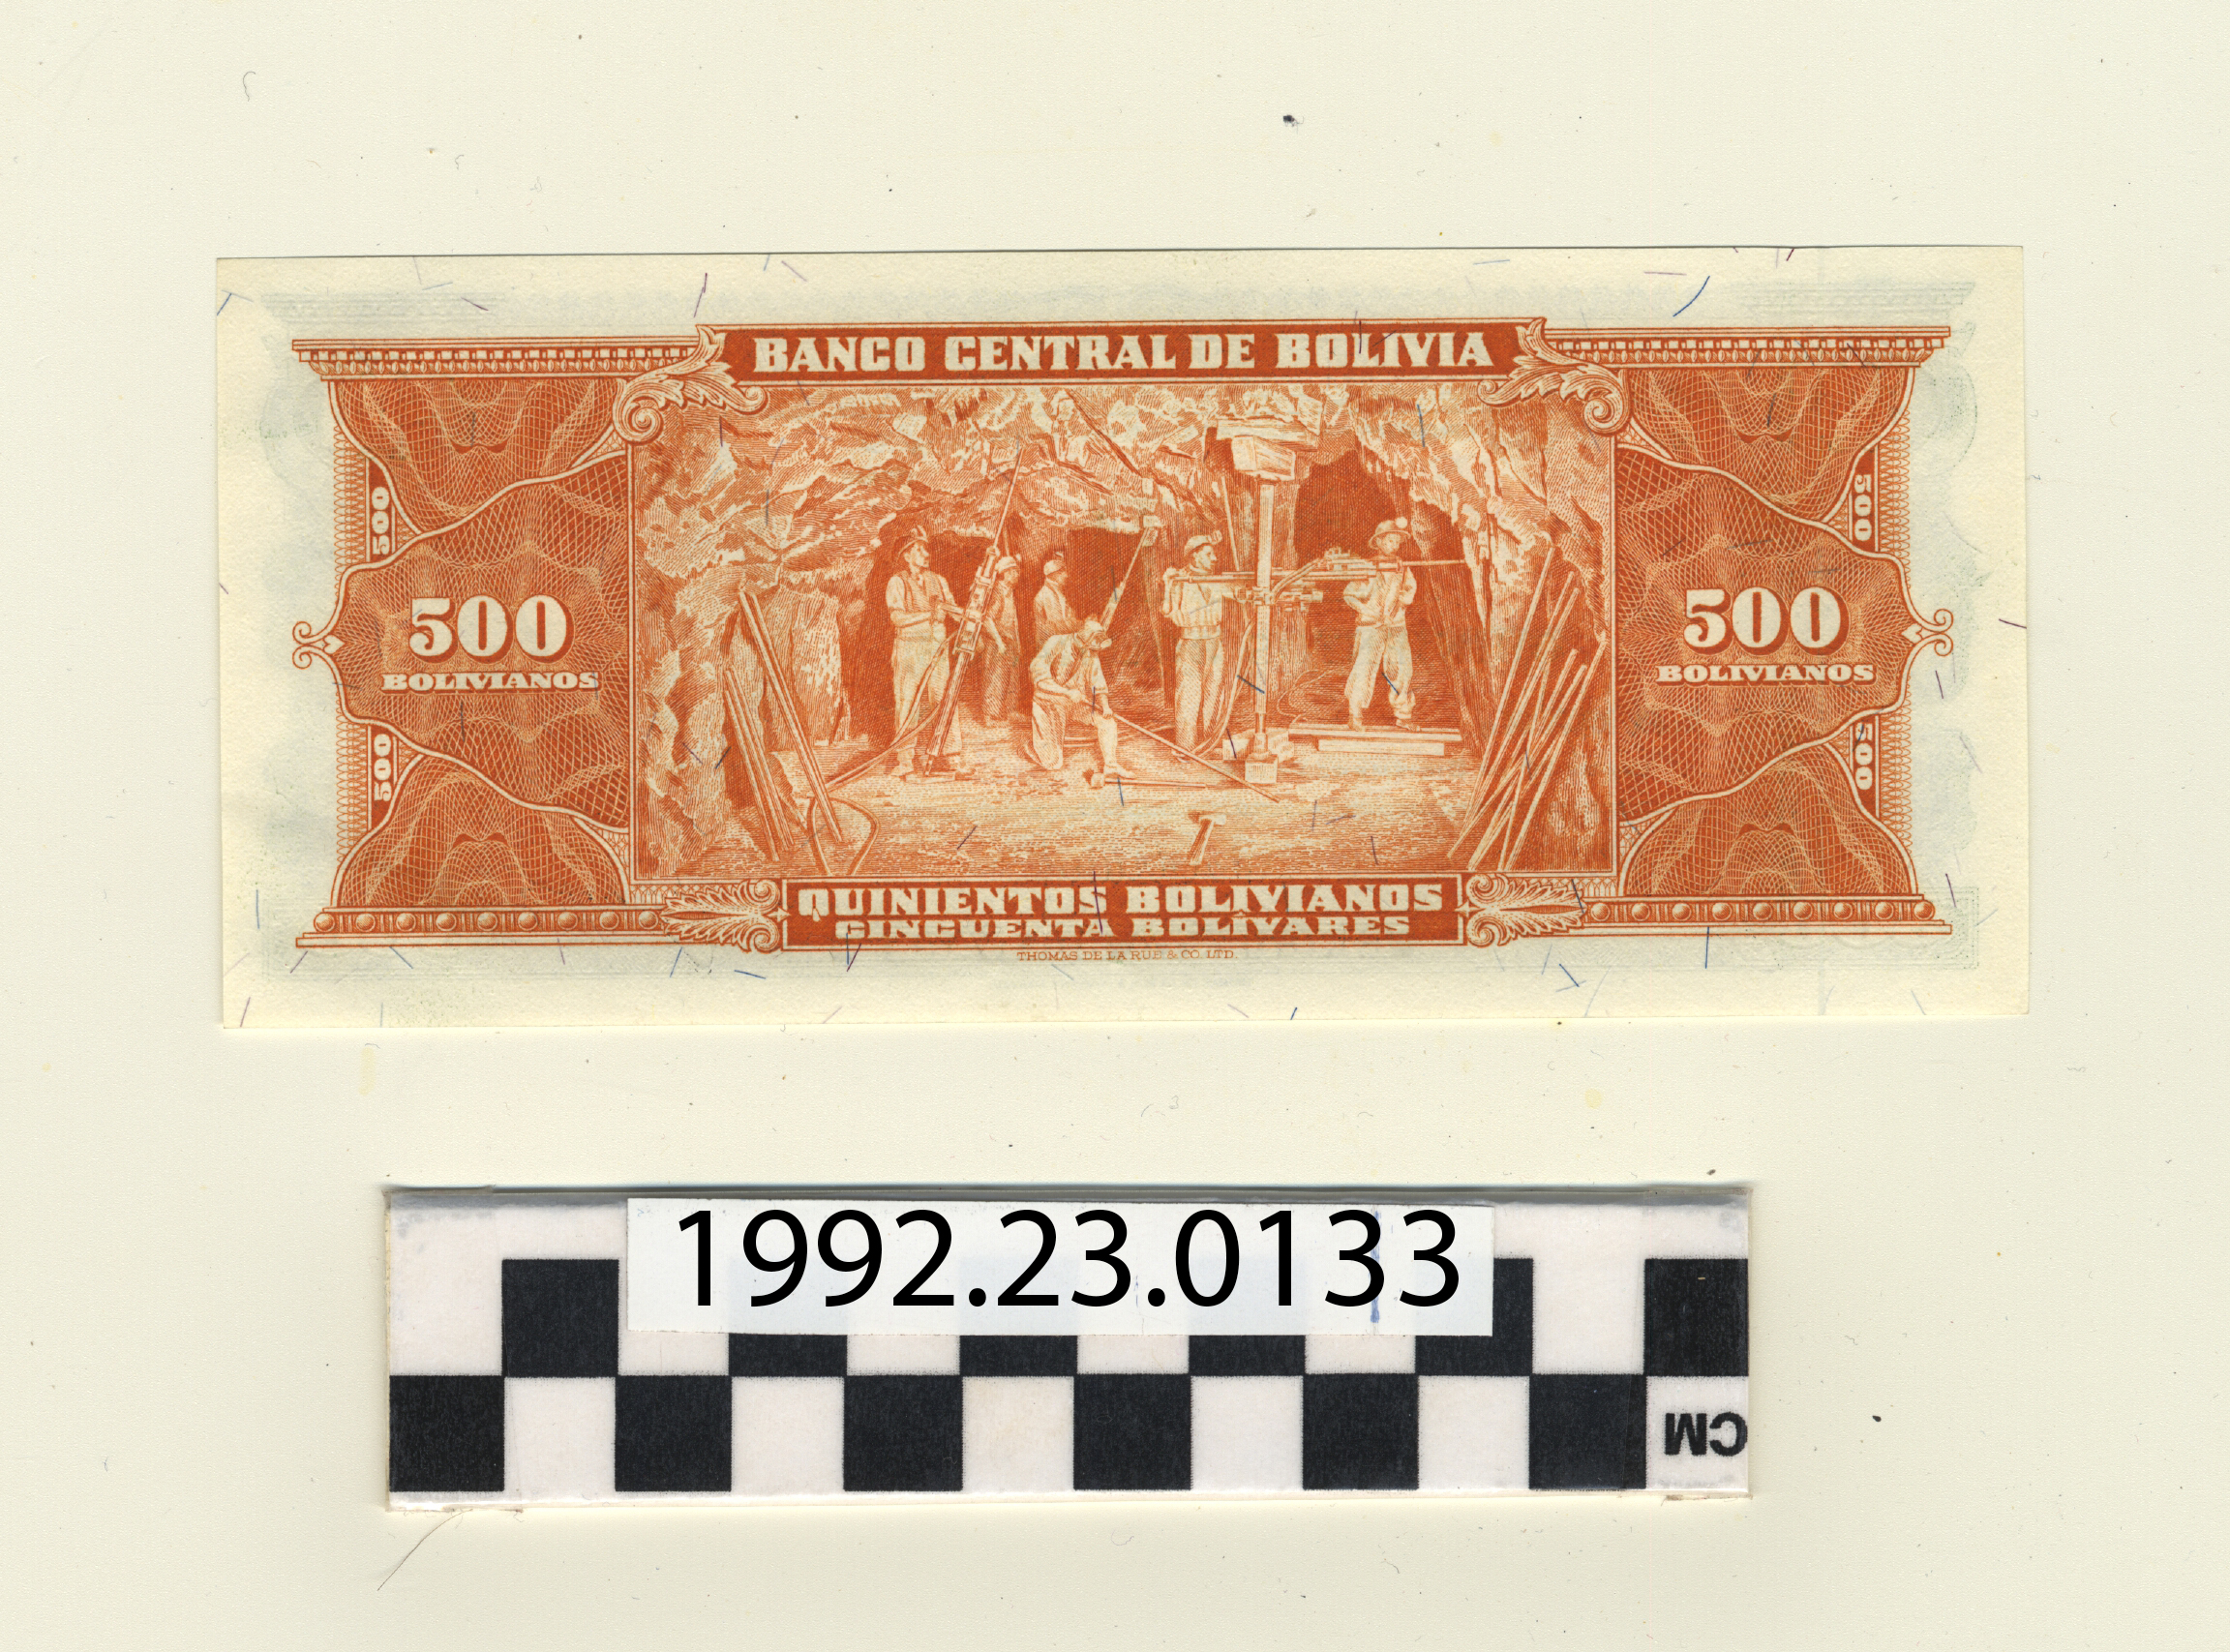 BANCO CENTRAL DE BOLIVIA
500
500
500
BOLIVIANOS
500
BOLIVIANOS
500
500
QUINIENTOS BOLIVIANOS
CINCUENTA BOLÍVARES
THOMAS DE LA RUE & CO. LTD.
1992.23.0133
CM